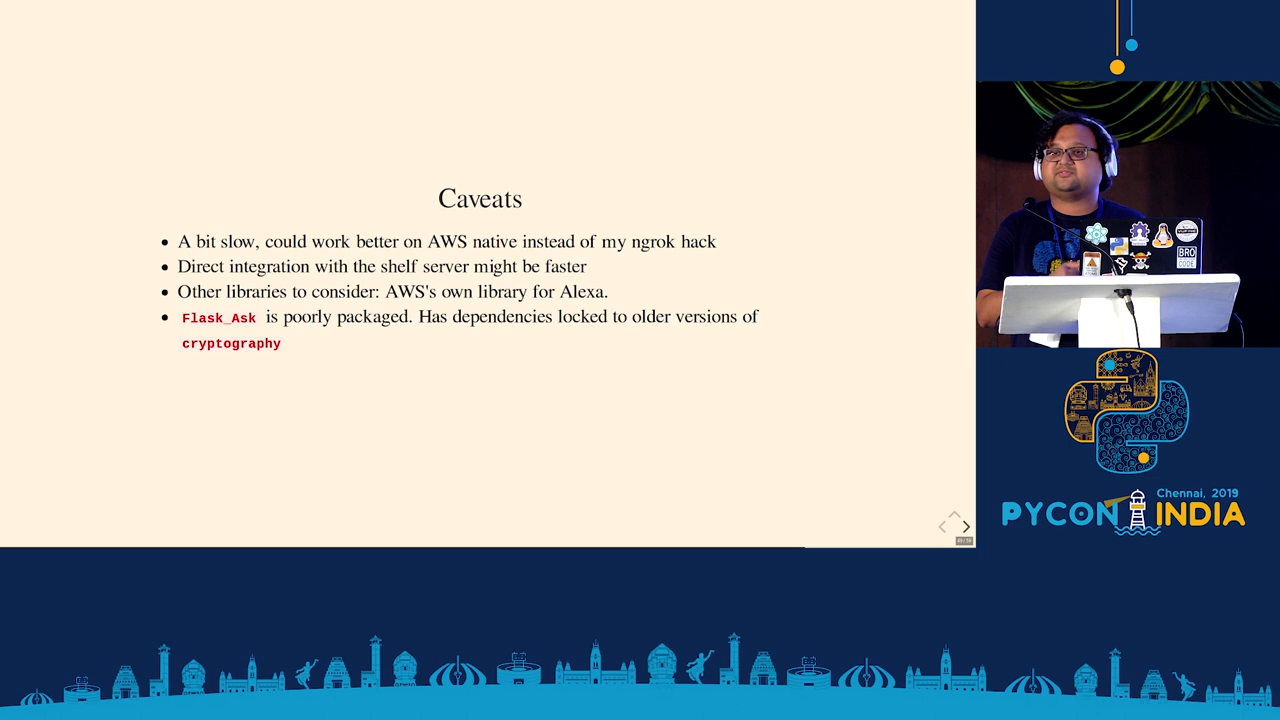 Caveats
A bit slow, could work better on AWS native instead of my ngrok hack
Direct integration with the shelf server might be faster
Other libraries to consider: AWS's own library for Alexa.
Flask_Ask is poorly packaged. Has dependencies locked to older versions of
cryptography
BRO
CODE
Chennai, 2019
PYCON INDIA